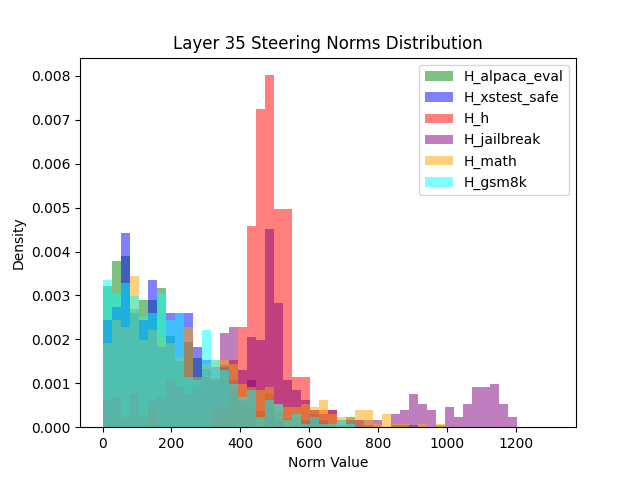 Layer 35 Steering Norms Distribution
0.008
0.007
0.006
0.005
0.004
0.003
0.002
0.001
0.000
Density
H_alpaca_eval
H_xstest_safe
H_h
H_jailbreak
H_math
H_gsm8k
0 200 400 600 800 1000 1200
Norm Value